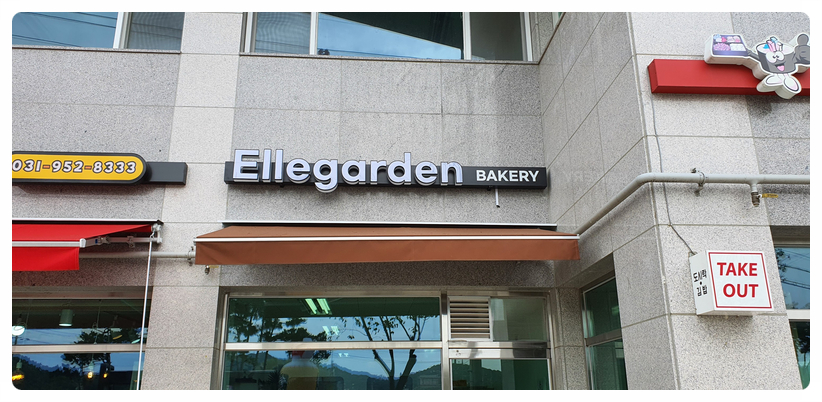 031-952-8333
Ellegarden BAKERY
TAKE
OUT